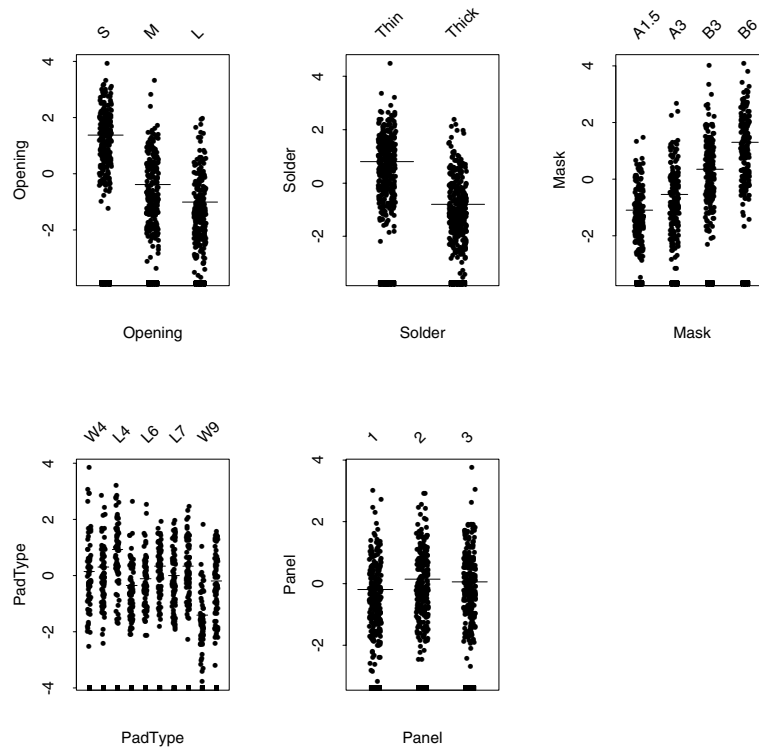 S M L
4
2
0
-2
Opening
Opening
Thin Thick
4
2
0
-2
Solder
Solder
A1.5 A3 B3 B6
4
2
0
-2
Mask
Mask
W4 L4 L6 L7 W9
4
2
0
-2
-4
PadType
PadType
1 2 3
4
2
0
-2
Panel
Panel